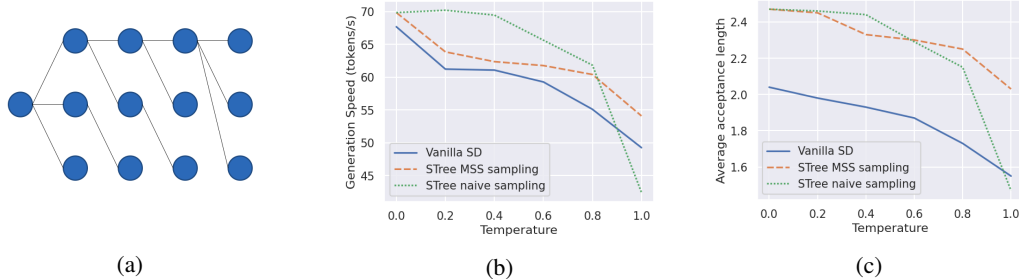 70
65
60
55
50
45
Generation Speed (tokens/s)
Vanilla SD
STree MSS sampling
STree naive sampling
0.0 0.2 0.4 0.6 0.8 1.0
Temperature
2.4
2.2
2.0
1.8
1.6
Average acceptance length
Vanilla SD
STree MSS sampling
STree naive sampling
0.0 0.2 0.4 0.6 0.8 1.0
Temperature
(a)
(b)
(c)